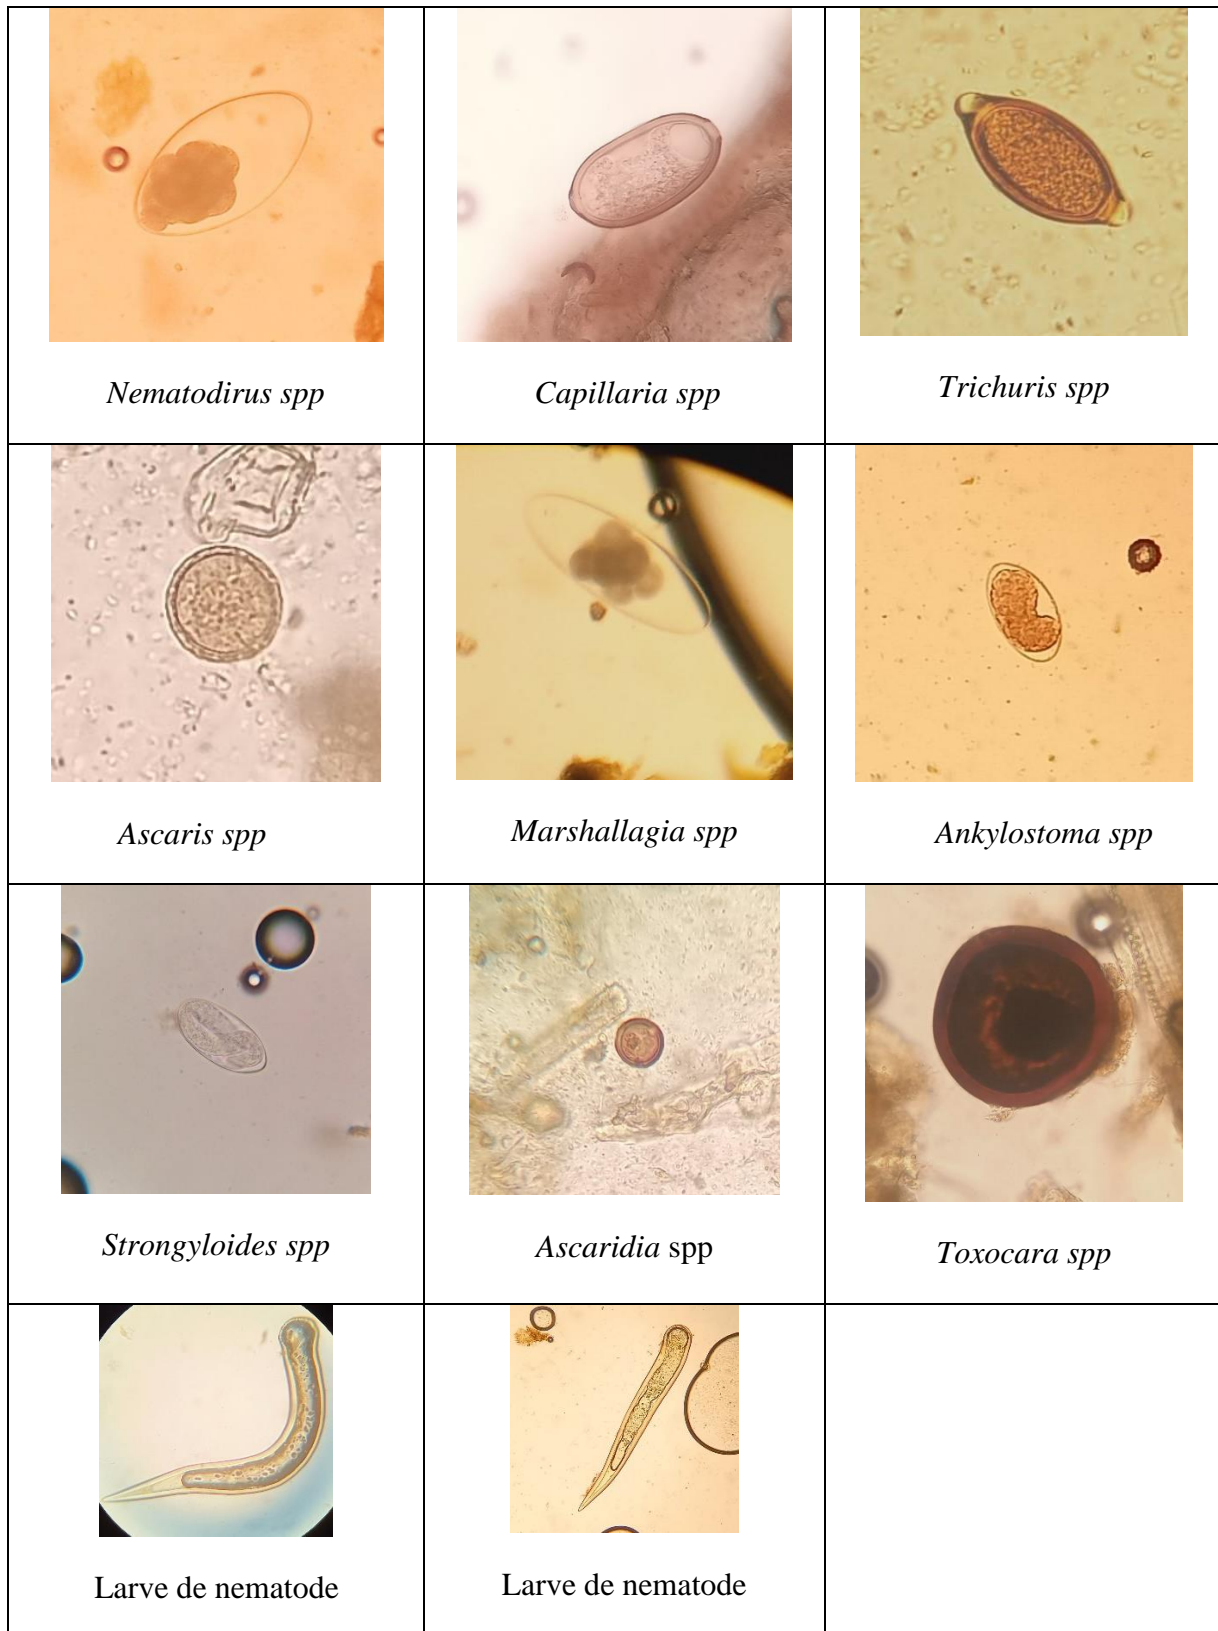 Nematodirus spp
Capillaria spp
Trichuris spp
Ascaris spp
Marshallagia spp
Ankylostoma spp
Strongyloides spp
Ascaridia spp
Toxocara spp
Larve de nematode
Larve de nematode